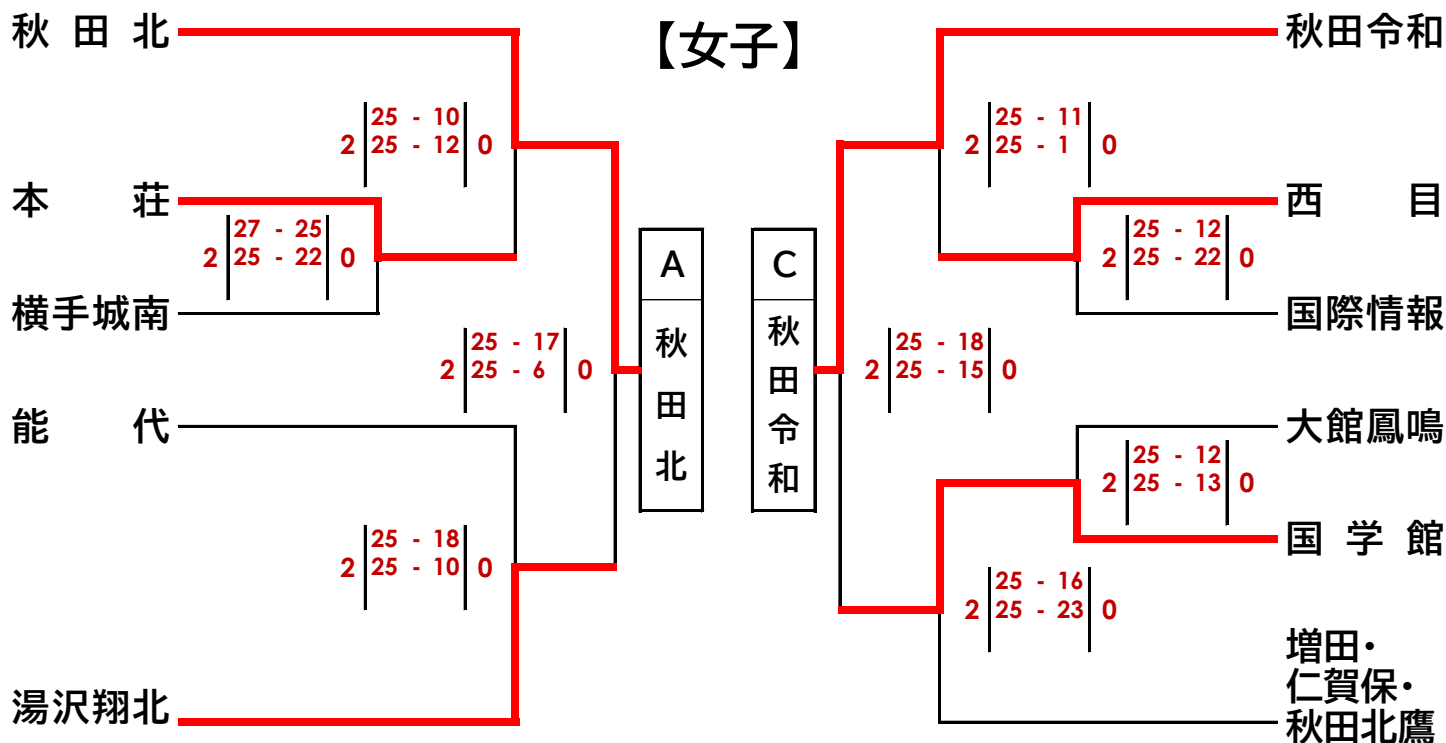 【女子】
秋田北
25 - 10
2 25 - 12 0
本荘
27 - 25
2 25 - 22 0
横手城南
25 - 17
2 25 - 6 0
能代
25 - 18
2 25 - 10 0
湯沢翔北
A
秋田北
C
秋田令和
秋田令和
25 - 11
2 25 - 1 0
西目
25 - 12
2 25 - 22 0
国際情報
25 - 18
2 25 - 15 0
大館鳳鳴
25 - 12
2 25 - 13 0
国学館
25 - 16
2 25 - 23 0
増田・
仁賀保・
秋田北鷹